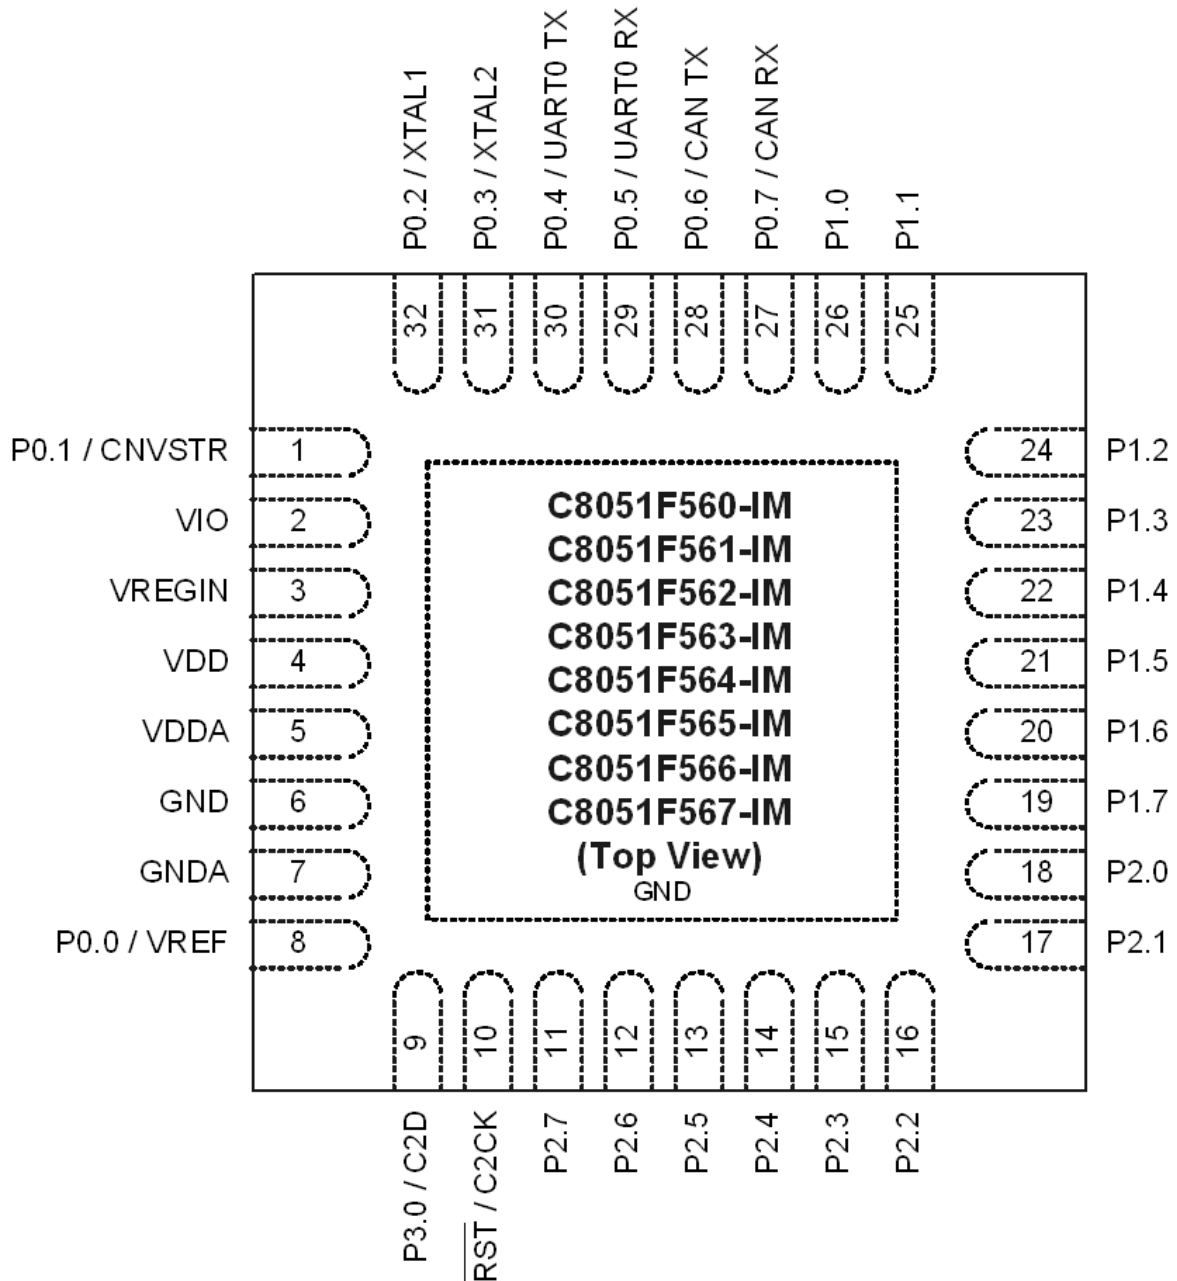 P0.2 / XTAL1
P0.3 / XTAL2
P0.4 / UART0 TX
P0.5 / UART0 RX
P0.6 / CAN TX
P0.7 / CAN RX
P1.0
P1.1
32
31
30
29
28
27
26
25
P0.1 / CNVSTR
1
VIO
2
VREGIN
3
VDD
4
VDDA
5
GND
6
GNDA
7
P0.0 / VREF
8
C8051F560-IM
C8051F561-IM
C8051F562-IM
C8051F563-IM
C8051F564-IM
C8051F565-IM
C8051F566-IM
C8051F567-IM
(Top View)
GND
24
P1.2
23
P1.3
22
P1.4
21
P1.5
20
P1.6
19
P1.7
18
P2.0
17
P2.1
9
10
11
12
13
14
15
16
P3.0 / C2D
RST / C2CK
P2.7
P2.6
P2.5
P2.4
P2.3
P2.2